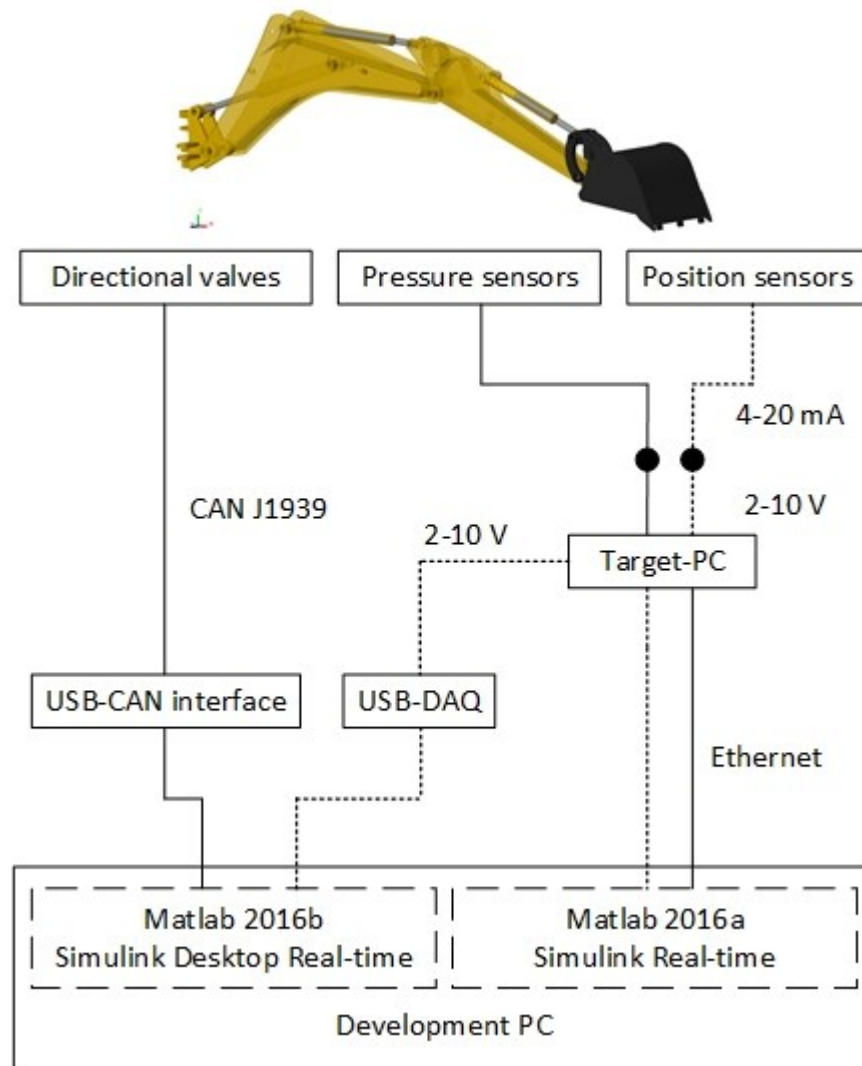 Directional valves
Pressure sensors
Position sensors
4-20 mA
CAN J1939
2-10 V
2-10 V
Target-PC
USB-CAN interface
USB-DAQ
Ethernet
Matlab 2016b
Simulink Desktop Real-time
Matlab 2016a
Simulink Real-time
Development PC